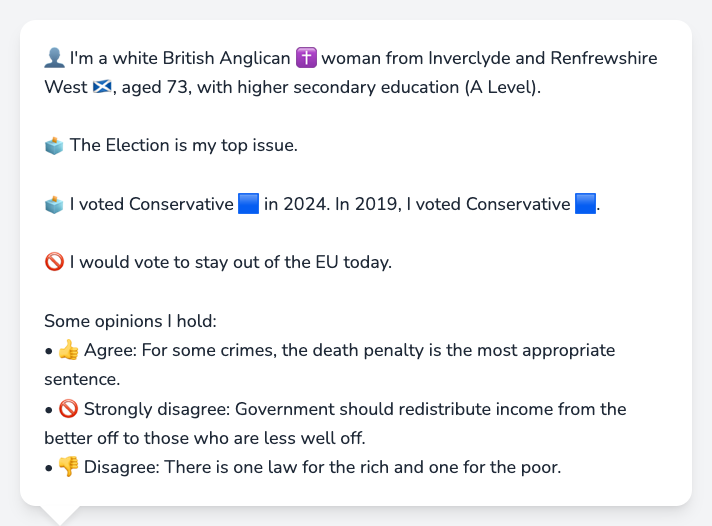 👤 I'm a white British Anglican ✝️ woman from Inverclyde and Renfrewshire
West 🏴󠁧󠁢󠁳󠁣󠁴󠁿, aged 73, with higher secondary education (A Level).
🗳️ The Election is my top issue.
🗳️ I voted Conservative 🟦 in 2024. In 2019, I voted Conservative 🟦.
🚫 I would vote to stay out of the EU today.
Some opinions I hold:
• 👍 Agree: For some crimes, the death penalty is the most appropriate
sentence.
• 🚫 Strongly disagree: Government should redistribute income from the
better off to those who are less well off.
• 👎 Disagree: There is one law for the rich and one for the poor.